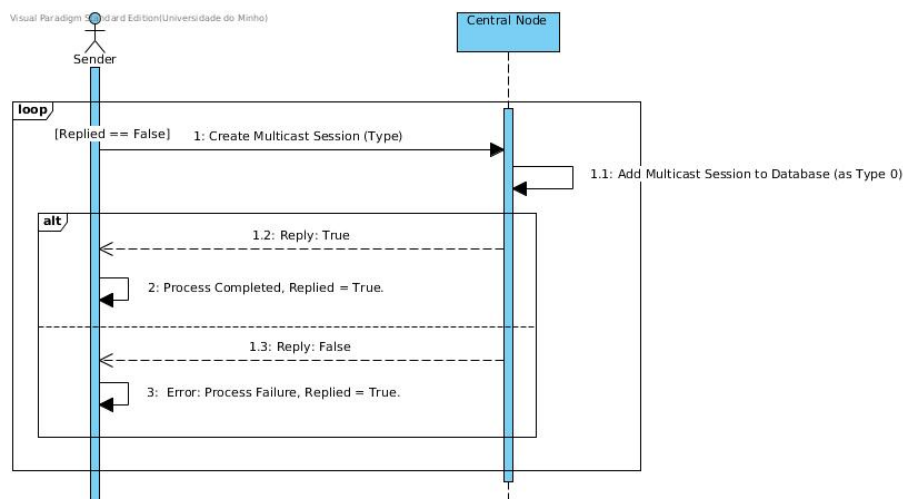 Visual Paradigm Standard Edition(Universidade do Minho)
Central Node
Sender
loop
[Replied == False]
1: Create Multicast Session (Type)
1.1: Add Multicast Session to Database (as Type 0)
alt
1.2: Reply: True
2: Process Completed, Replied = True.
1.3: Reply: False
3:  Error: Process Failure, Replied = True.